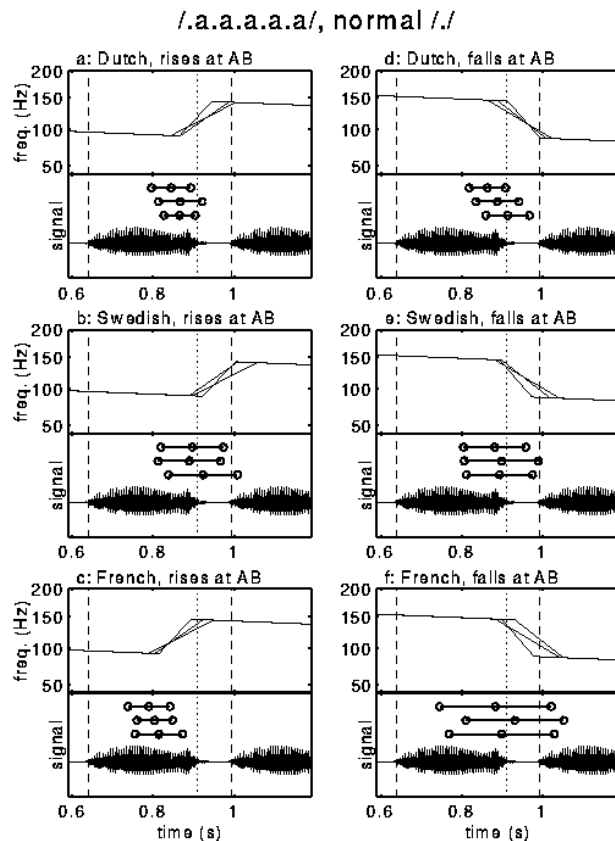 /.a.a.a.a.a/, normal /./
a: Dutch, rises at AB
200
150
100
50
freq. (Hz)
signal
0.6 0.8 1
d: Dutch, falls at AB
200
150
100
50
0.6 0.8 1
b: Swedish, rises at AB
200
150
100
50
freq. (Hz)
signal
0.6 0.8 1
e: Swedish, falls at AB
200
150
100
50
signal
0.6 0.8 1
c: French, rises at AB
200
150
100
50
freq. (Hz)
signal
0.6 0.8 1
time (s)
f: French, falls at AB
200
150
100
50
signal
0.6 0.8 1
time (s)